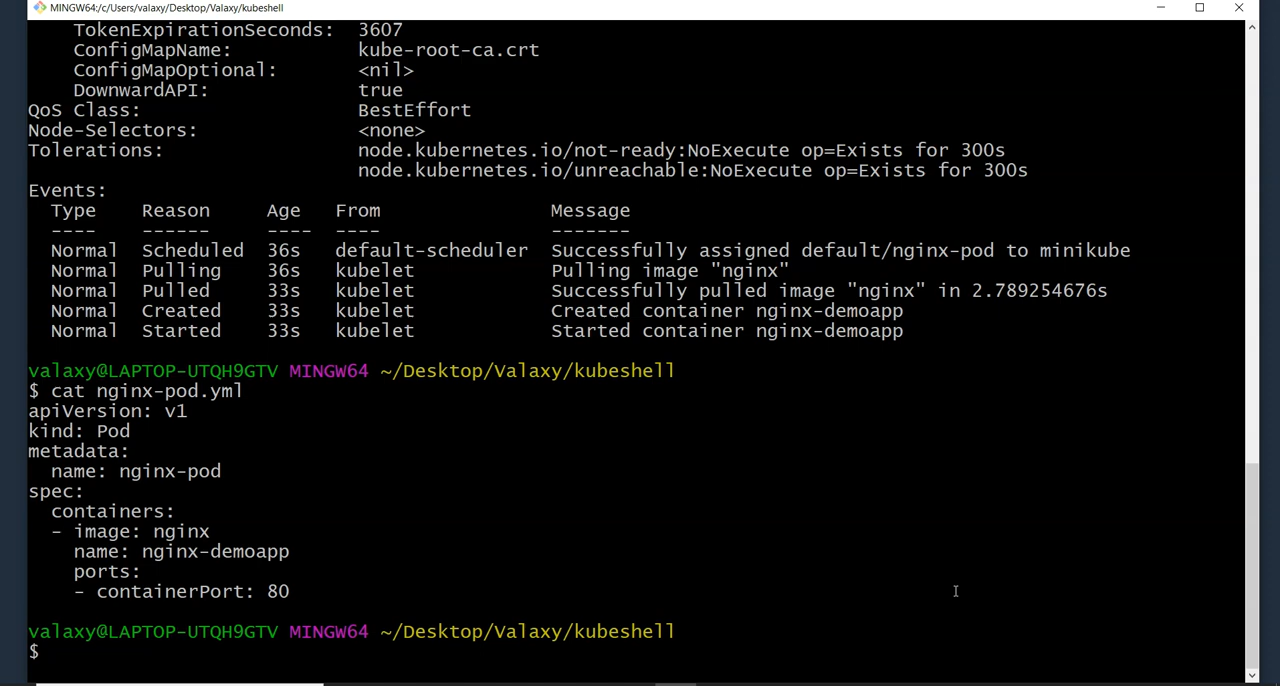 MINGW64:/c/Users/valaxy/Desktop/Valaxy/kubeshell
TokenExpirationSeconds:  3607
ConfigMapName:           kube-root-ca.crt
ConfigMapOptional:       <nil>
DownwardAPI:             true
QoS Class:                   BestEffort
Node-Selectors:              <none>
Tolerations:                 node.kubernetes.io/not-ready:NoExecute op=Exists for 300s
node.kubernetes.io/unreachable:NoExecute op=Exists for 300s
Events:
Type    Reason     Age   From               Message
----    ------     ----  ----               -------
Normal  Scheduled  36s   default-scheduler  Successfully assigned default/nginx-pod to minikube
Normal  Pulling    36s   kubelet            Pulling image "nginx"
Normal  Pulled     33s   kubelet            Successfully pulled image "nginx" in 2.789254676s
Normal  Created    33s   kubelet            Created container nginx-demoapp
Normal  Started    33s   kubelet            Started container nginx-demoapp
valaxy@LAPTOP-UTQH9GTV MINGW64 ~/Desktop/Valaxy/kubeshell
$ cat nginx-pod.yml
apiVersion: v1
kind: Pod
metadata:
name: nginx-pod
spec:
containers:
- image: nginx
name: nginx-demoapp
ports:
- containerPort: 80
valaxy@LAPTOP-UTQH9GTV MINGW64 ~/Desktop/Valaxy/kubeshell
$